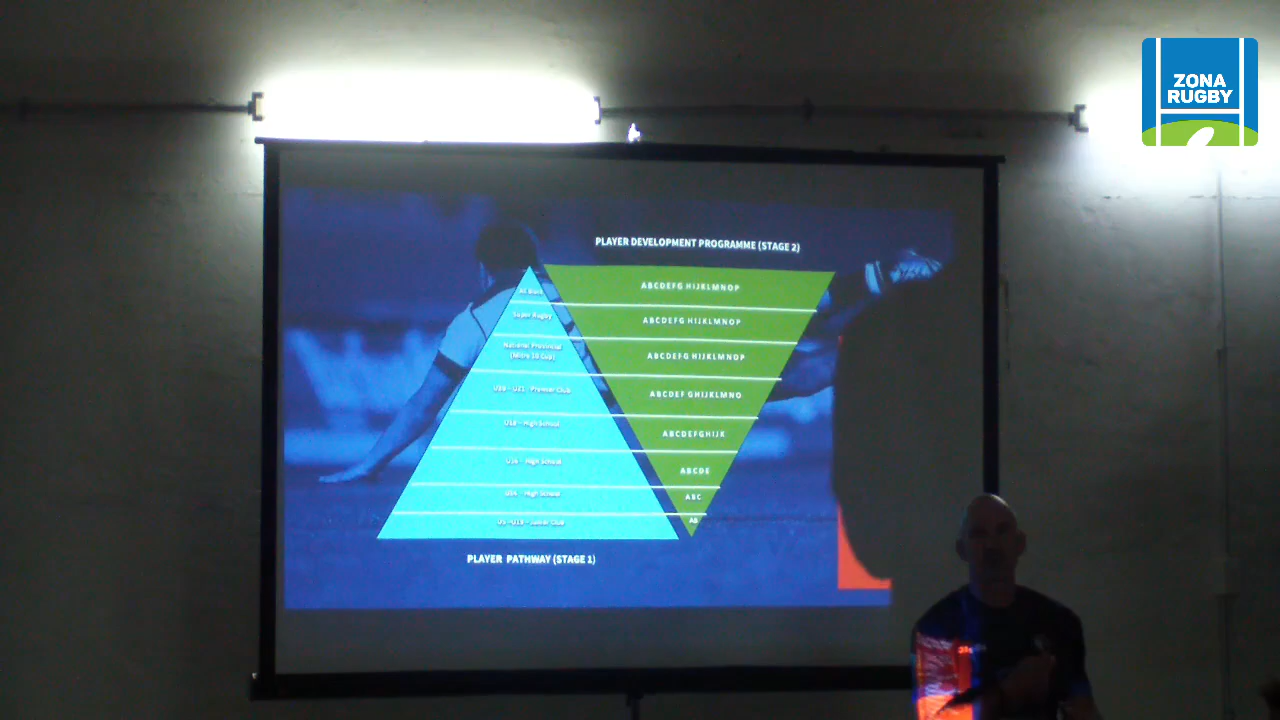 ZONA
RUGBY
PLAYER DEVELOPMENT PROGRAMME (STAGE 2)
All Black
Super Rugby
National Provincial
(Mitre 10 Cup)
U20 - U21 - Premier Club
U18 - High School
U16 - High School
U14 - High School
U5 - U13 - Junior Club
ABCDEFG HIJKLMNOP
ABCDEFG HIJKLMNOP
ABCDEFG HIJKLMNOP
ABCDEF GHIJKLMNO
ABCDEFGHIJK
ABCDE
ABC
AB
PLAYER PATHWAY (STAGE 1)